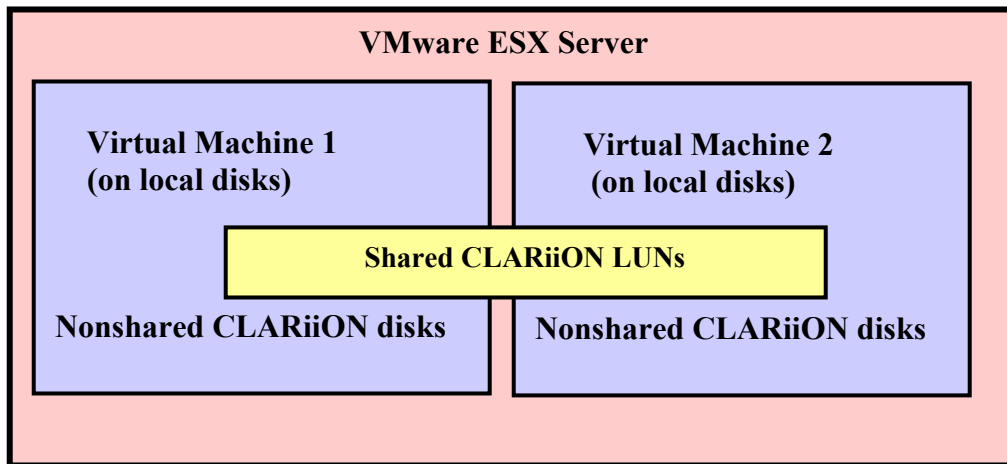 VMware ESX Server
Virtual Machine 1
(on local disks)
Virtual Machine 2
(on local disks)
Shared CLARiiON LUNs
Nonshared CLARiiON disks
Nonshared CLARiiON disks